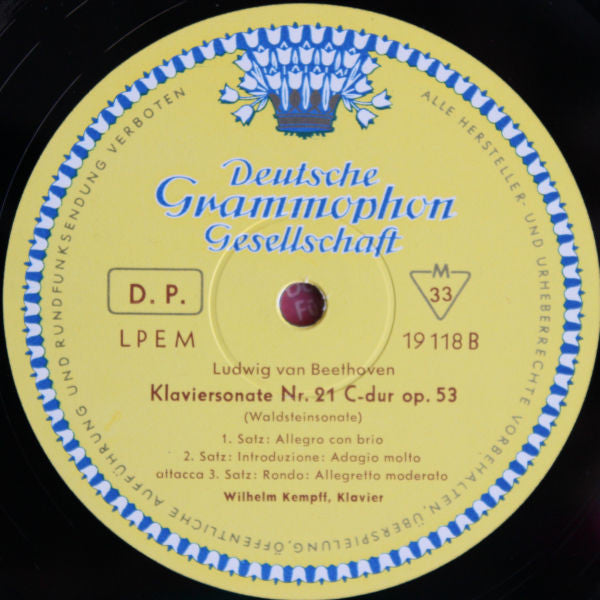 Deutsche
Grammophon
Gesellschaft
D. P.
M
33
LPEM
19 118 B
Ludwig van Beethoven
Klaviersonate Nr. 21 C-dur op. 53
(Waldsteinsonate)
1. Satz: Allegro con brio
2. Satz: Introduzione: Adagio molto
attacca 3. Satz: Rondo: Allegretto moderato
Wilhelm Kempff, Klavier
ALLE HERSTELLER- UND URHEBERRECHTE VORBEHALTEN, ÜBERSPIELUNG, ÖFFENTLICHE AUFFÜHRUNG UND RUNDFUNKSENDUNG VERBOTEN